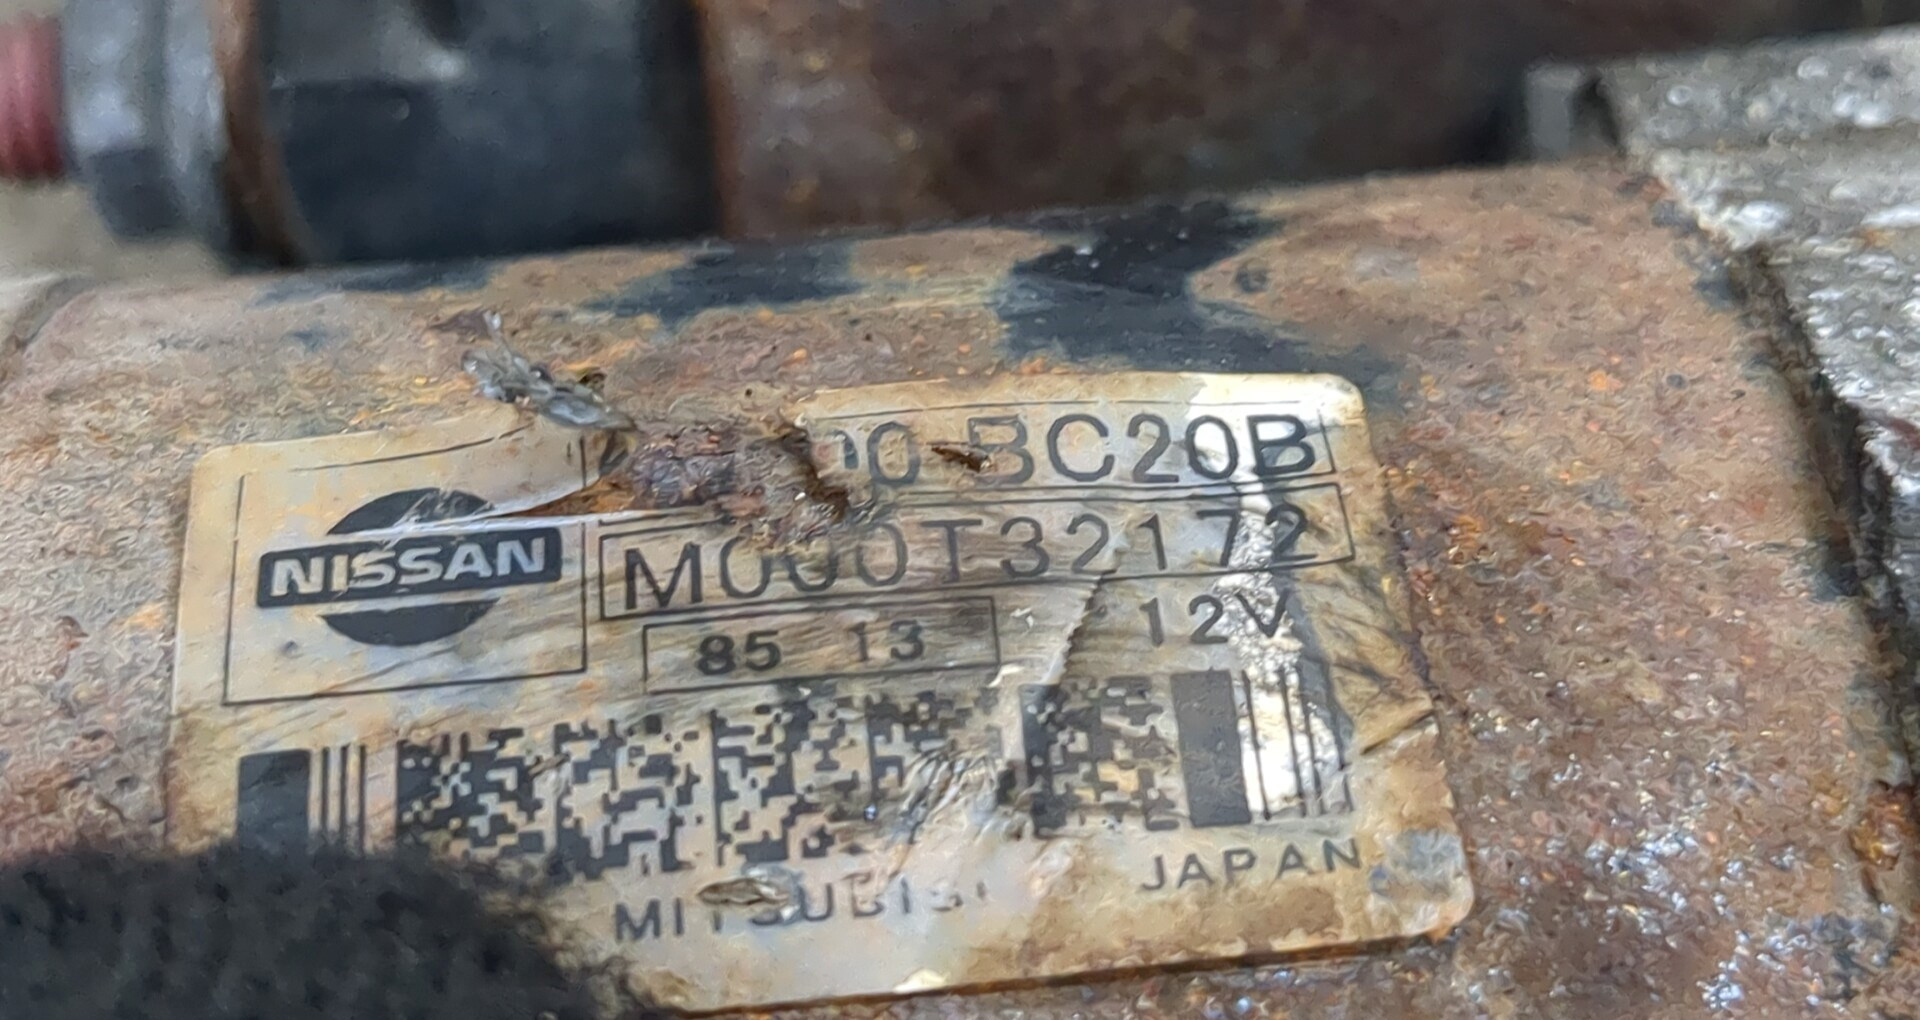 NISSAN
BC20B
M000T32172
85 13
12V
JAPAN